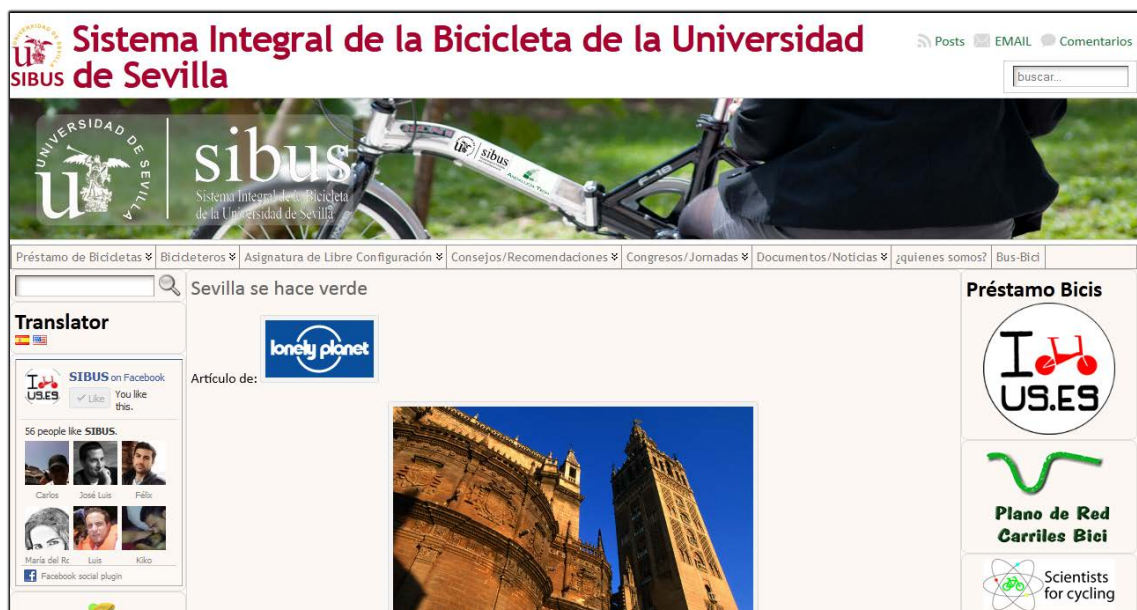 Sistema Integral de la Bicicleta de la Universidad
de Sevilla
SIBUS
Posts EMAIL Comentarios
buscar...
UNIVERSIDAD DE SEVILLA
sibus
Sistema Integral de la Bicicleta
de la Universidad de Sevilla
sibus
F-18
Préstamo de Bicicletas Bicicleteros Asignatura de Libre Configuración Consejos/Recomendaciones Congresos/Jornadas Documentos/Noticias ¿quienes somos? Bus-Bici
Translator
SIBUS on Facebook
Like You like
this.
56 people like SIBUS.
Carlos José Luis Félix
María del Rc Luis Kiko
Facebook social plugin
Sevilla se hace verde
Artículo de:
lonely planet
Préstamo Bicis
I
US.ES
Plano de Red
Carriles Bici
Scientists
for cycling